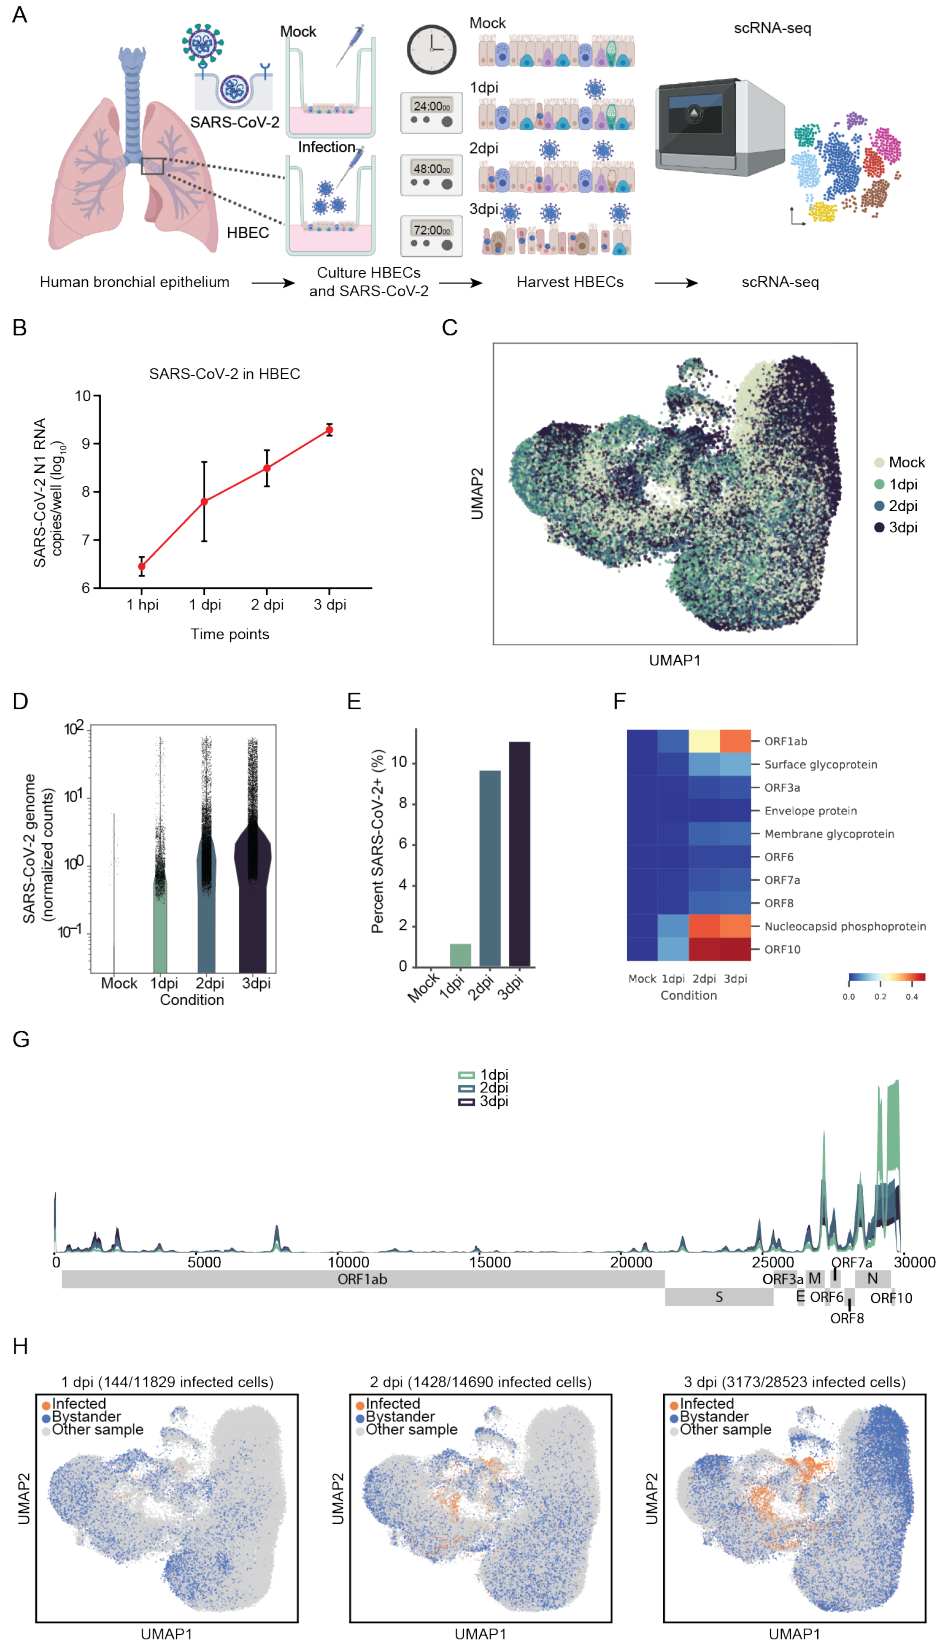 A
Mock
scRNA-seq
Mock
SARS-CoV-2
1dpi
24:0000
Infection
2dpi
48:0000
3dpi
72:0000
HBEC
Human bronchial epithelium
Culture HBECs
and SARS-CoV-2
Harvest HBECs
scRNA-seq
B
SARS-CoV-2 in HBEC
SARS-CoV-2 N1 RNA
copies/well (log10)
10
9
8
7
6
1 hpi
1 dpi
2 dpi
3 dpi
Time points
C
UMAP2
UMAP1
Mock
1dpi
2dpi
3dpi
D
SARS-CoV-2 genome
(normalized counts)
10²
10¹
10⁰
10⁻¹
Mock
1dpi
2dpi
3dpi
Condition
E
Percent SARS-CoV-2+ (%)
10
8
6
4
2
0
Mock
1dpi
2dpi
3dpi
F
ORF1ab
Surface glycoprotein
ORF3a
Envelope protein
Membrane glycoprotein
ORF6
ORF7a
ORF8
Nucleocapsid phosphoprotein
ORF10
Mock 1dpi 2dpi 3dpi
Condition
0.0 0.2 0.4
G
1dpi
2dpi
3dpi
0 5000 10000 15000 20000 25000 30000
ORF7a
ORF1ab
ORF3a
M
N
S
E
ORF6
ORF10
ORF8
H
1 dpi (144/11829 infected cells)
Infected
Bystander
Other sample
UMAP2
UMAP1
2 dpi (1428/14690 infected cells)
Infected
Bystander
Other sample
UMAP2
UMAP1
3 dpi (3173/28523 infected cells)
Infected
Bystander
Other sample
UMAP2
UMAP1